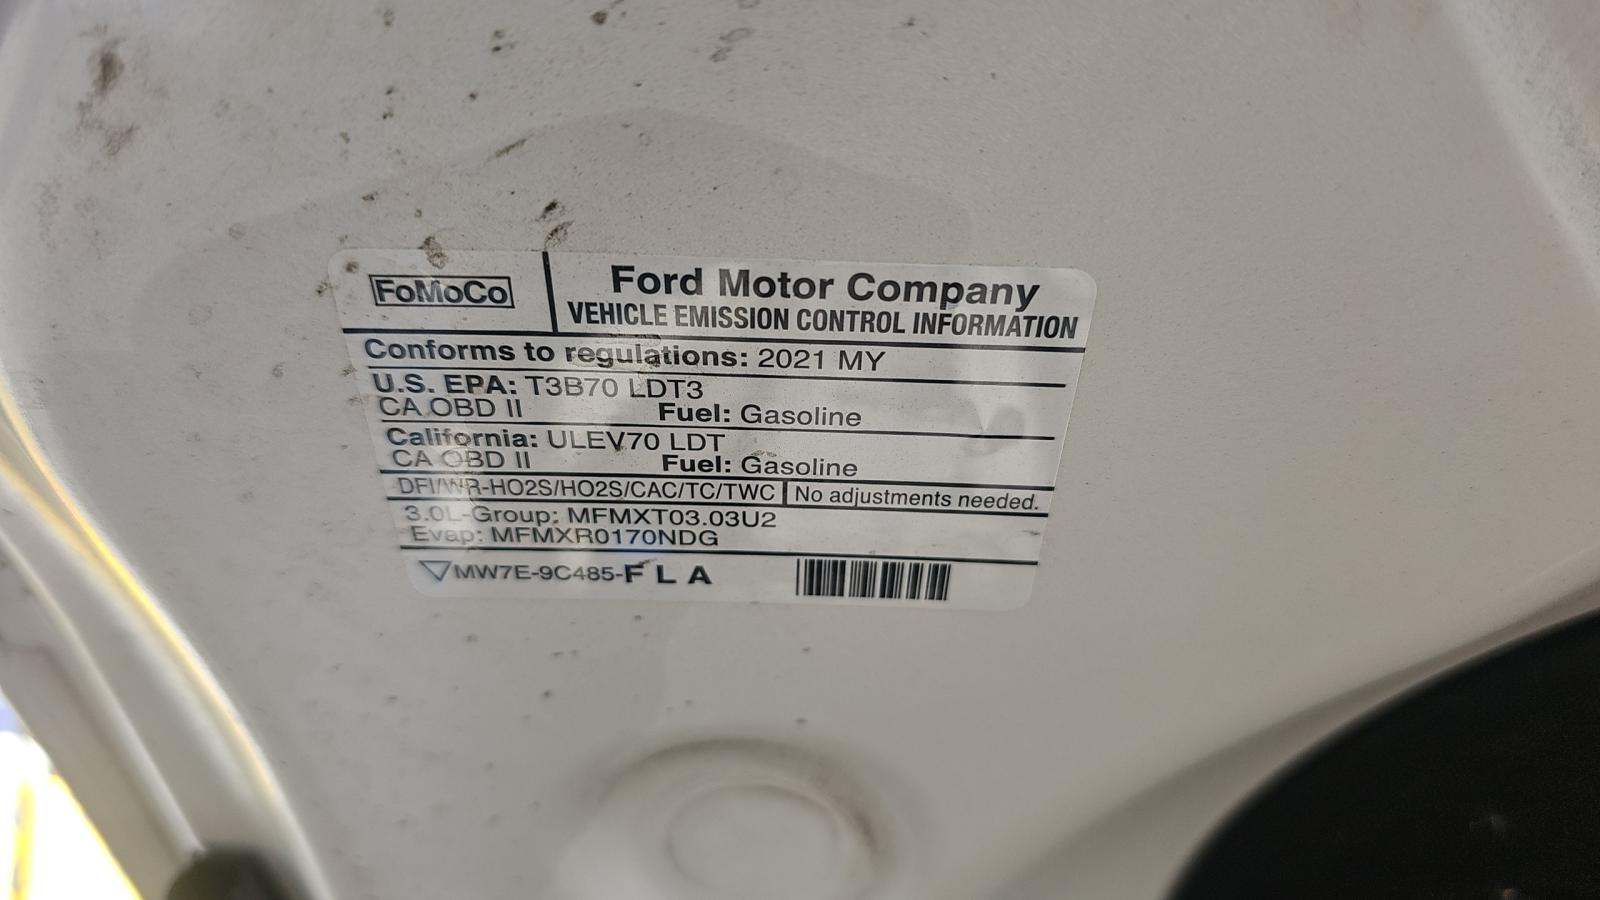 FoMoCo
Ford Motor Company
VEHICLE EMISSION CONTROL INFORMATION
Conforms to regulations: 2021 MY
U.S. EPA: T3B70 LDT3
CA OBD II Fuel: Gasoline
California: ULEV70 LDT
CA OBD II Fuel: Gasoline
DFI/WR-HO2S/HO2S/CAC/TC/TWC No adjustments needed.
3.0L-Group: MFMXT03.03U2
Evap: MFMXR0170NDG
MW7E-9C485-F L A